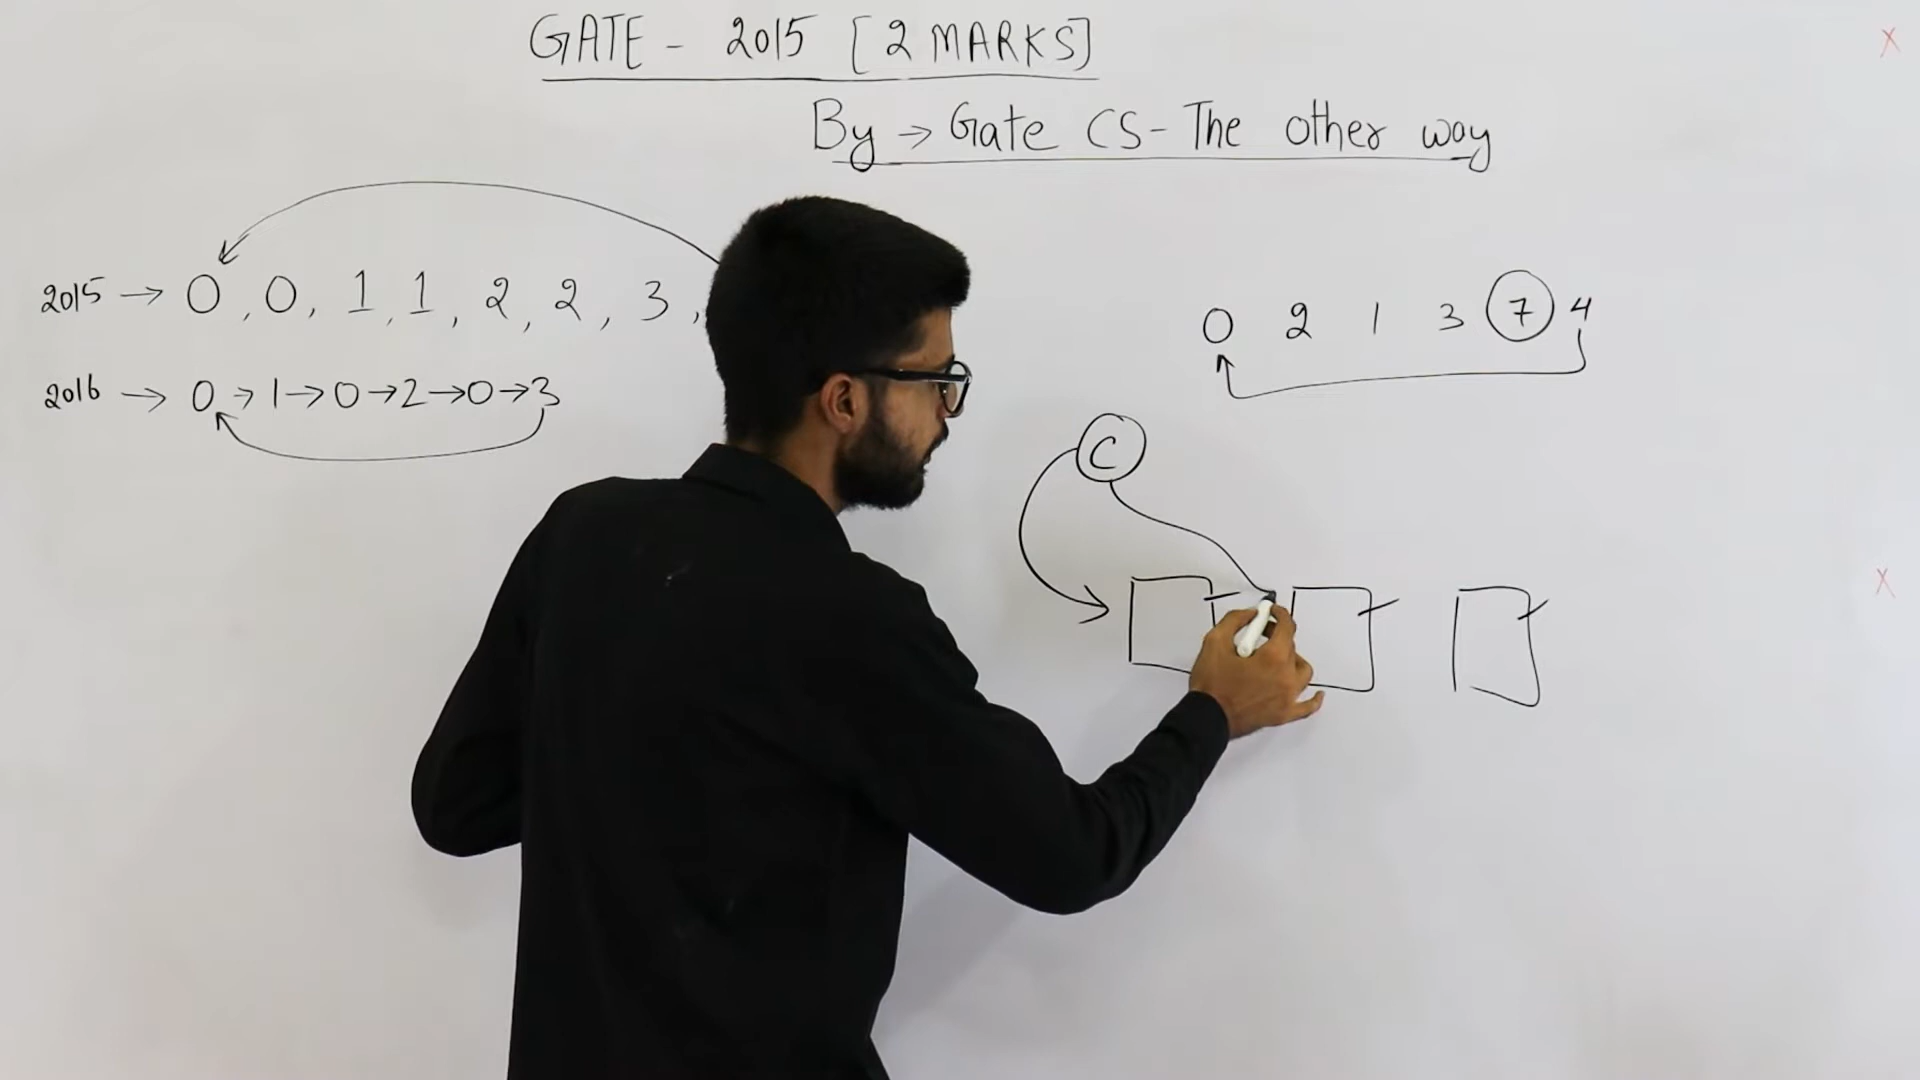 GATE - 2015 [2 MARKS]
By → Gate CS - The other way
2015 → 0, 0, 1, 1, 2, 2, 3,
0 2 1 3 7 4
2016 → 0 → 1 → 0 → 2 → 0 → 3
C
X
X